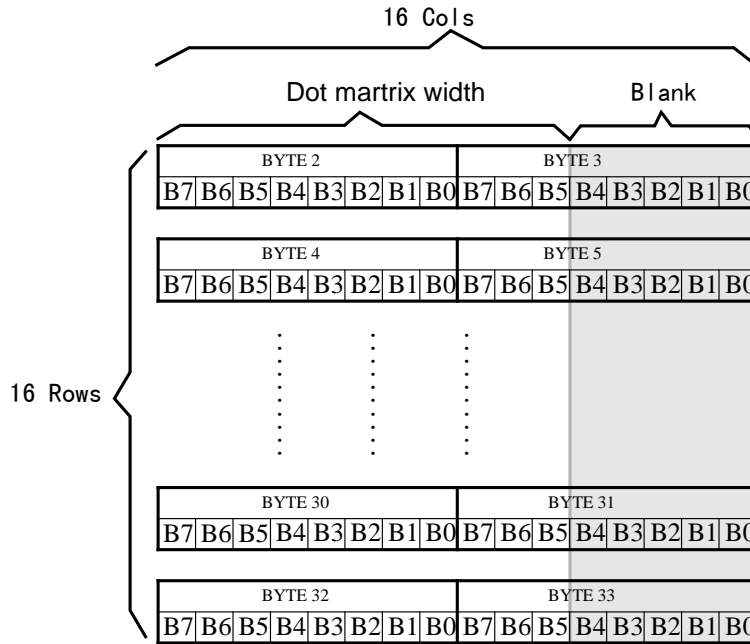 16 Cols
Dot martrix width Blank
BYTE 2 BYTE 3
B7 B6 B5 B4 B3 B2 B1 B0 B7 B6 B5 B4 B3 B2 B1 B0
BYTE 4 BYTE 5
B7 B6 B5 B4 B3 B2 B1 B0 B7 B6 B5 B4 B3 B2 B1 B0
16 Rows
BYTE 30 BYTE 31
B7 B6 B5 B4 B3 B2 B1 B0 B7 B6 B5 B4 B3 B2 B1 B0
BYTE 32 BYTE 33
B7 B6 B5 B4 B3 B2 B1 B0 B7 B6 B5 B4 B3 B2 B1 B0